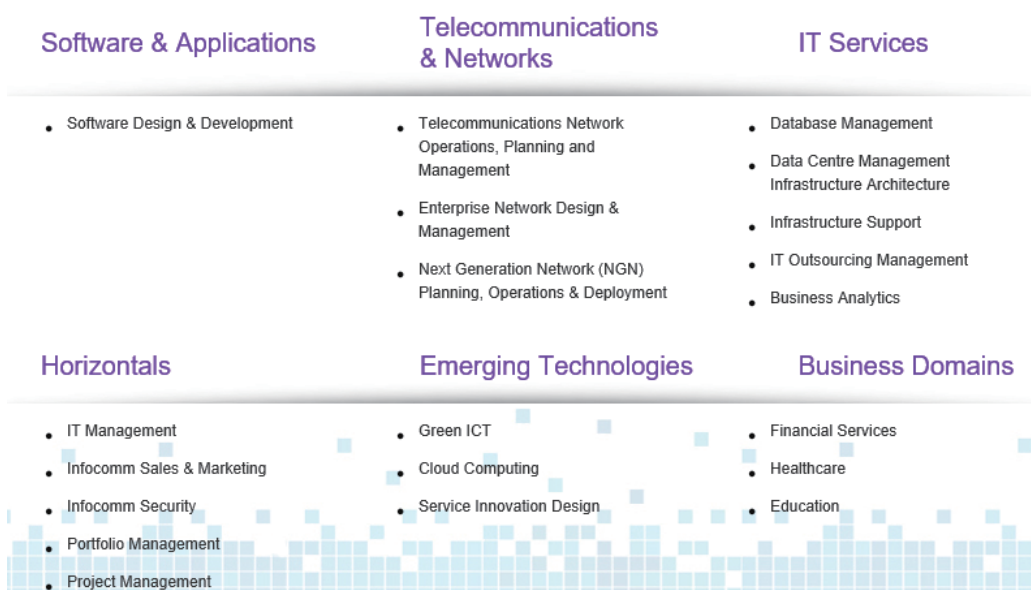 Software & Applications
Telecommunications
& Networks
IT Services
Software Design & Development
Telecommunications Network
Operations, Planning and
Management
Enterprise Network Design &
Management
Next Generation Network (NGN)
Planning, Operations & Deployment
Database Management
Data Centre Management
Infrastructure Architecture
Infrastructure Support
IT Outsourcing Management
Business Analytics
Horizontals
Emerging Technologies
Business Domains
IT Management
Infocomm Sales & Marketing
Infocomm Security
Portfolio Management
Project Management
Green ICT
Cloud Computing
Service Innovation Design
Financial Services
Healthcare
Education